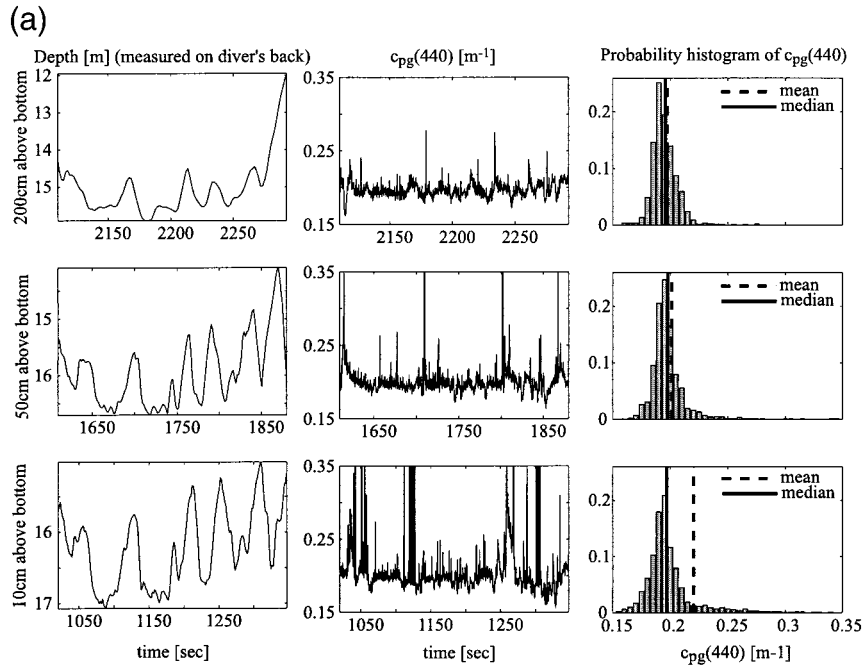 (a)
Depth [m] (measured on diver's back)
cpg(440) [m-1]
Probability histogram of cpg(440)
200cm above bottom
12
13
14
15
2150 2200 2250
0.35
0.25
0.15
2150 2200 2250
0.2
0.1
0
mean
median
50cm above bottom
15
16
1650 1750 1850
0.35
0.25
0.15
1650 1750 1850
0.2
0.1
0
mean
median
10cm above bottom
16
17
1050 1150 1250
time [sec]
0.35
0.25
0.15
1050 1150 1250
time [sec]
0.2
0.1
0
mean
median
0.15 0.2 0.25 0.3 0.35
cpg(440) [m-1]